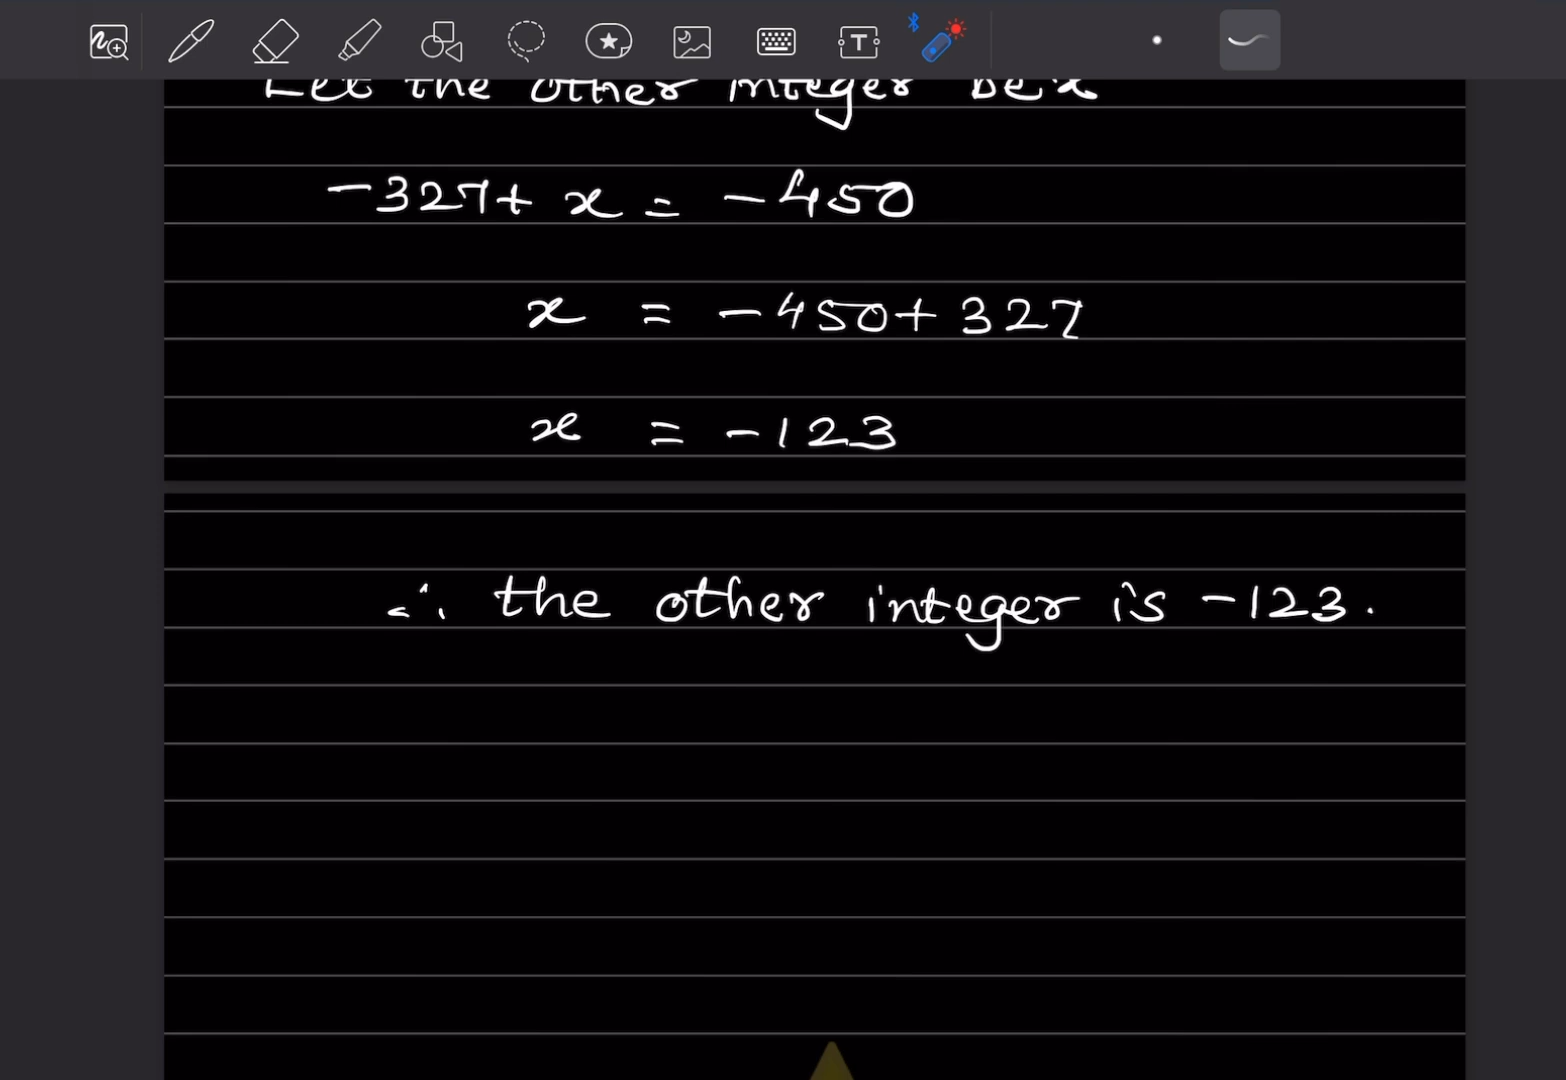 Let the other integer be x
-327+ x = -450
x = -450+ 327
x = -123
∴ the other integer is -123.